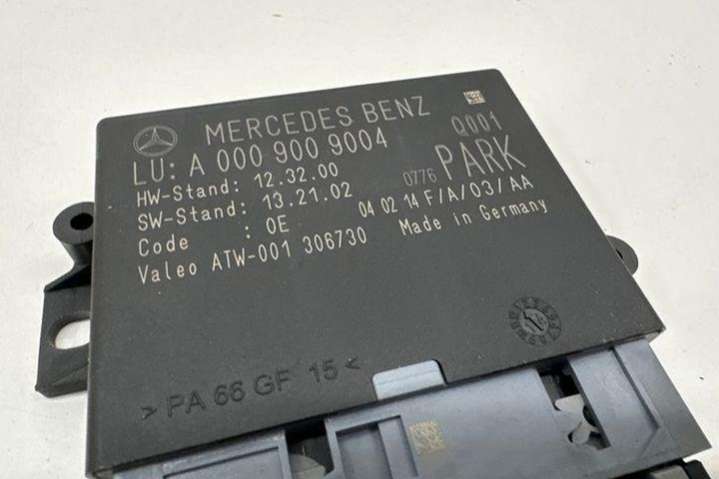 MERCEDES BENZ
LU: A 000 900 9004 Q001
HW-Stand: 12.32.00 0776 PARK
SW-Stand: 13.21.02 04 02 14 F/A/03/AA
Code : 0E Made in Germany
Valeo ATW-001 306730
> PA 66 GF 15 <